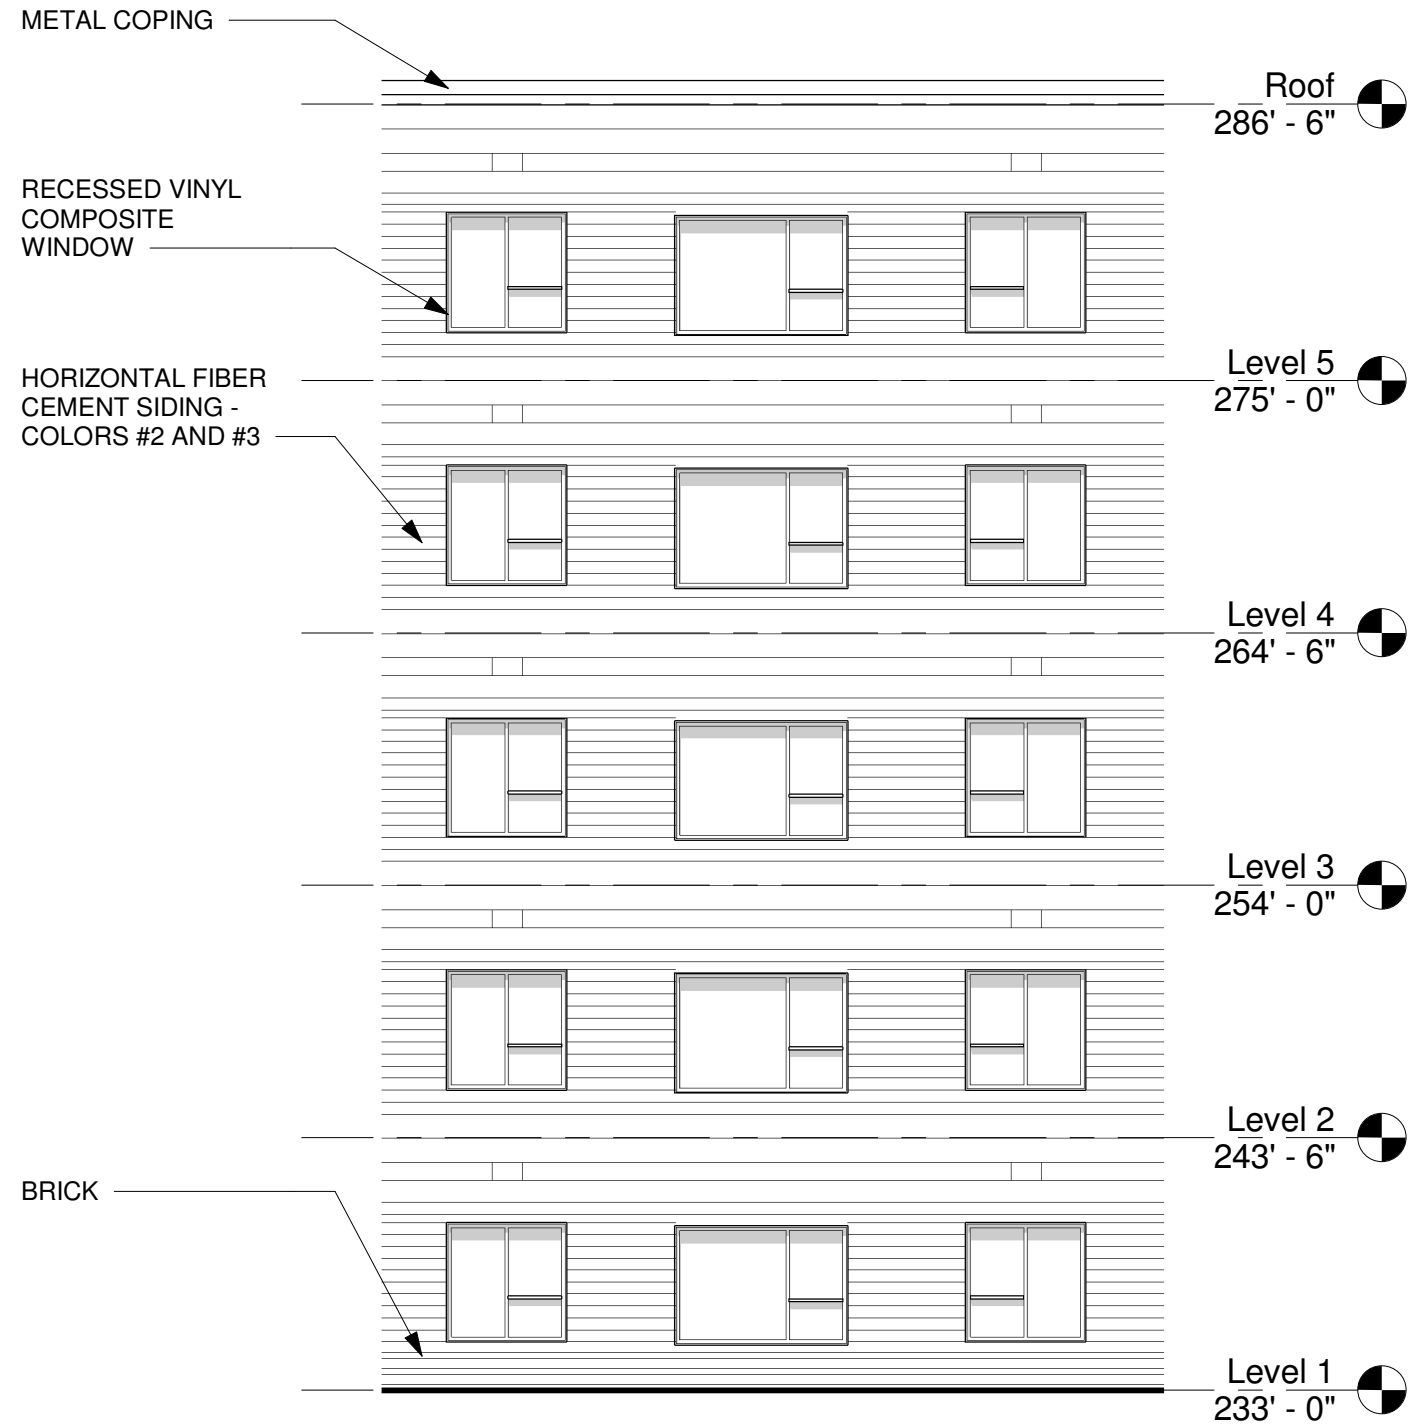 METAL COPING
Roof
286' - 6"
RECESSED VINYL
COMPOSITE
WINDOW
Level 5
275' - 0"
HORIZONTAL FIBER
CEMENT SIDING -
COLORS #2 AND #3
Level 4
264' - 6"
Level 3
254' - 0"
Level 2
243' - 6"
BRICK
Level 1
233' - 0"